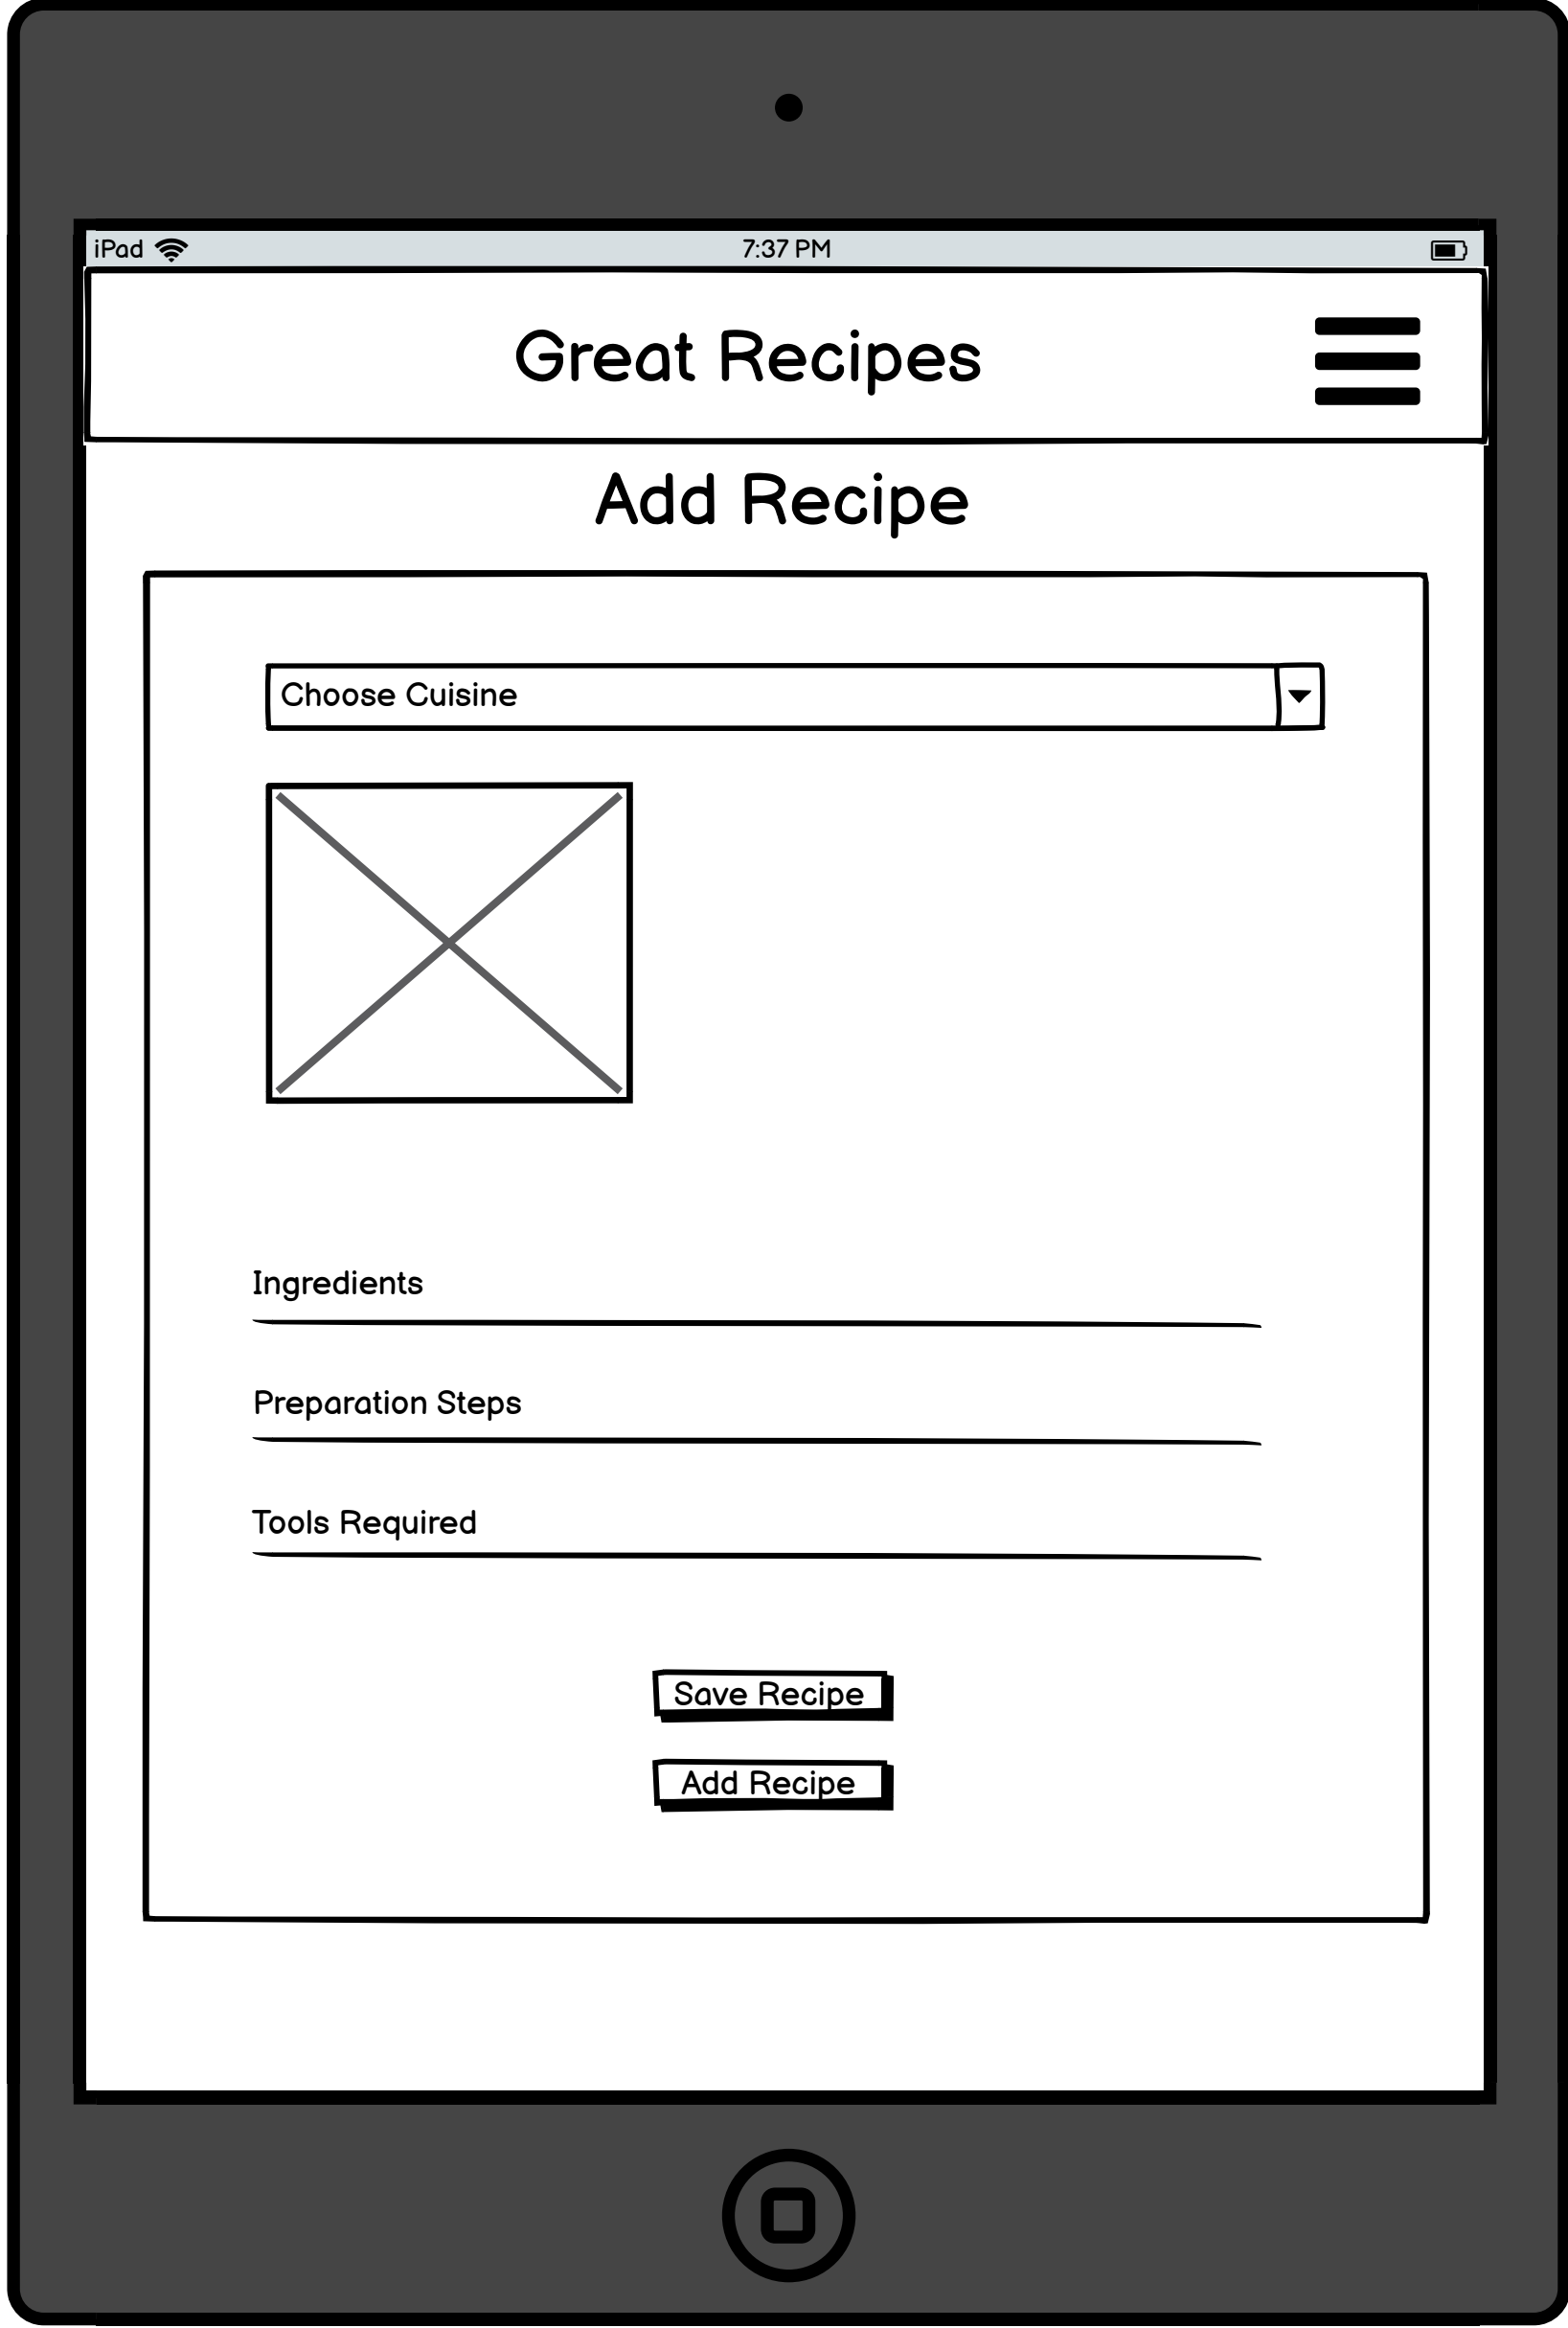 iPad 7:37 PM
Great Recipes
Add Recipe
Choose Cuisine
Ingredients
Preparation Steps
Tools Required
Save Recipe
Add Recipe